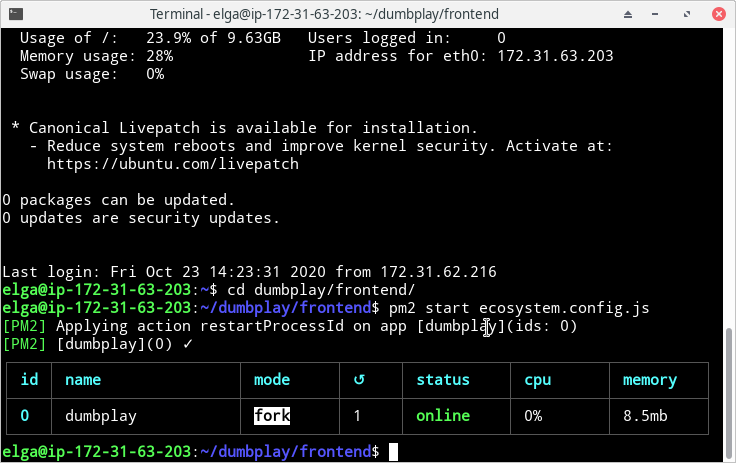 Terminal - elga@ip-172-31-63-203: ~/dumbplay/frontend
Usage of /: 23.9% of 9.63GB Users logged in: 0
Memory usage: 28% IP address for eth0: 172.31.63.203
Swap usage: 0%
* Canonical Livepatch is available for installation.
- Reduce system reboots and improve kernel security. Activate at:
https://ubuntu.com/livepatch
0 packages can be updated.
0 updates are security updates.
Last login: Fri Oct 23 14:23:31 2020 from 172.31.62.216
elga@ip-172-31-63-203:~$ cd dumbplay/frontend/
elga@ip-172-31-63-203:~/dumbplay/frontend$ pm2 start ecosystem.config.js
[PM2] Applying action restartProcessId on app [dumbplay](ids: 0)
[PM2] [dumbplay](0) ✓
id name mode ↺ status cpu memory
0 dumbplay fork 1 online 0% 8.5mb
elga@ip-172-31-63-203:~/dumbplay/frontend$